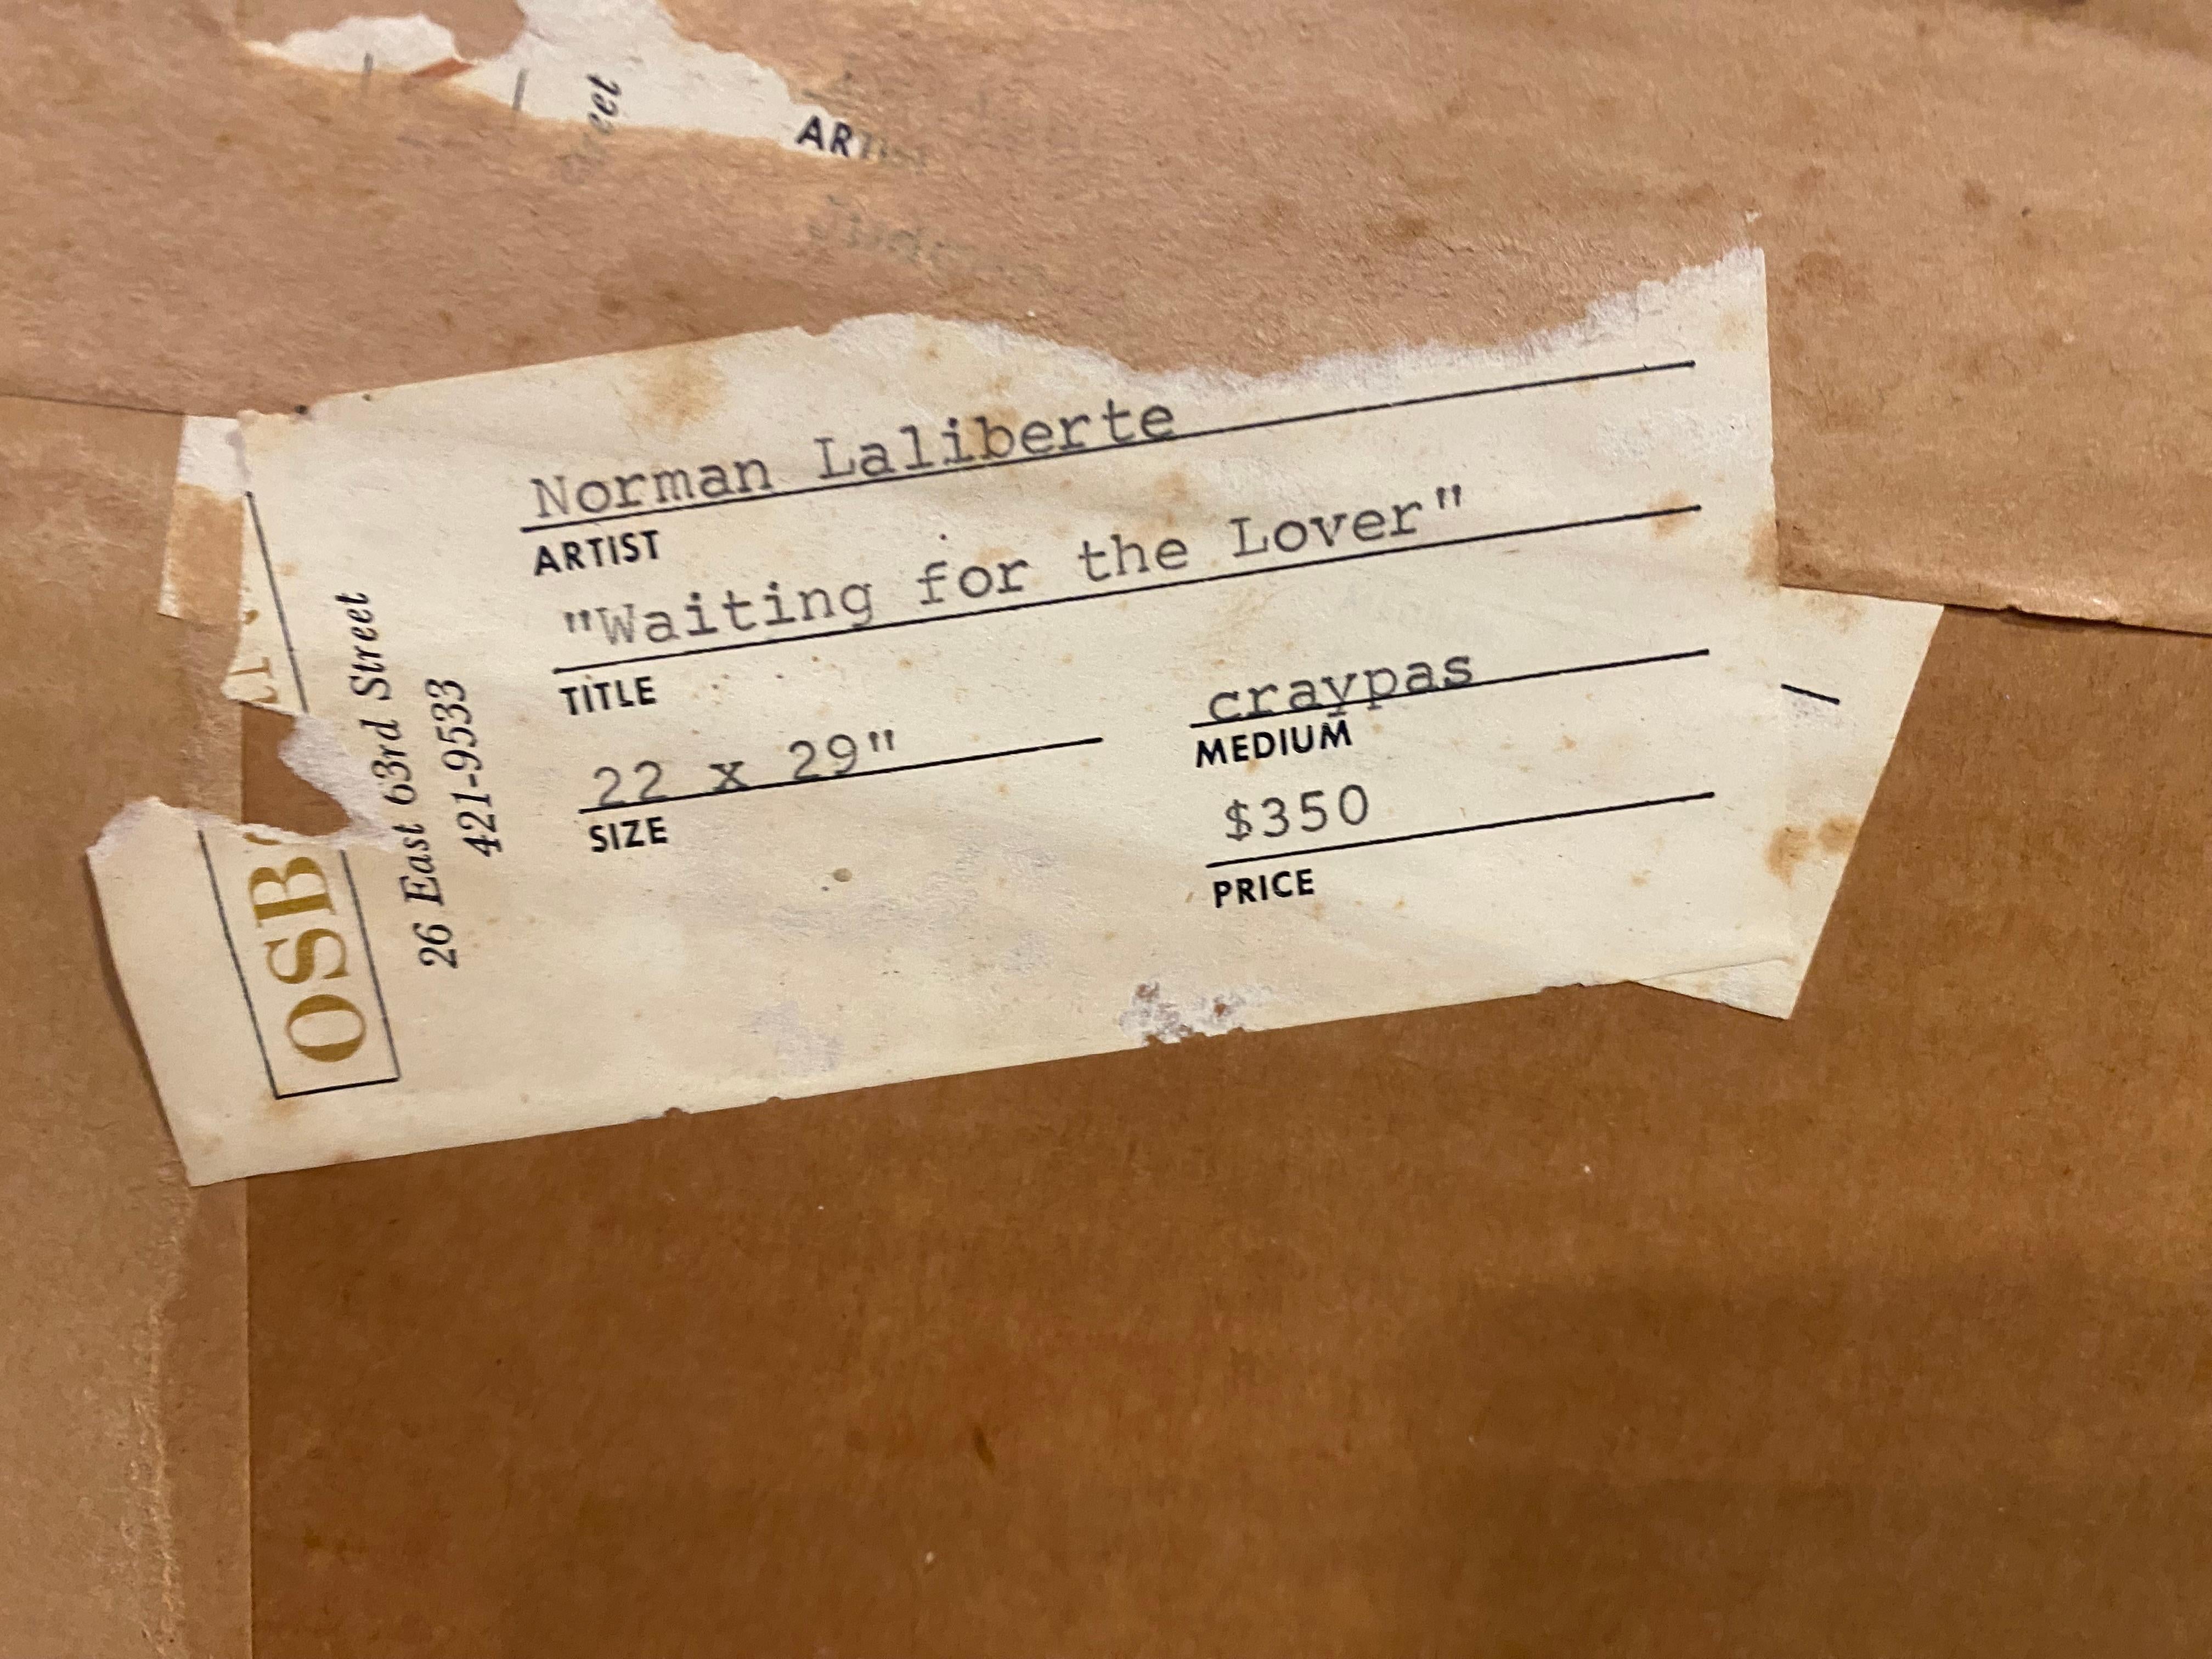 eet
AR
Norman Laliberte
ARTIST
"Waiting for the Lover"
TITLE
22 x 29"
SIZE
craypas
MEDIUM
$350
PRICE
OSB
26 East 63rd Street
421-9533